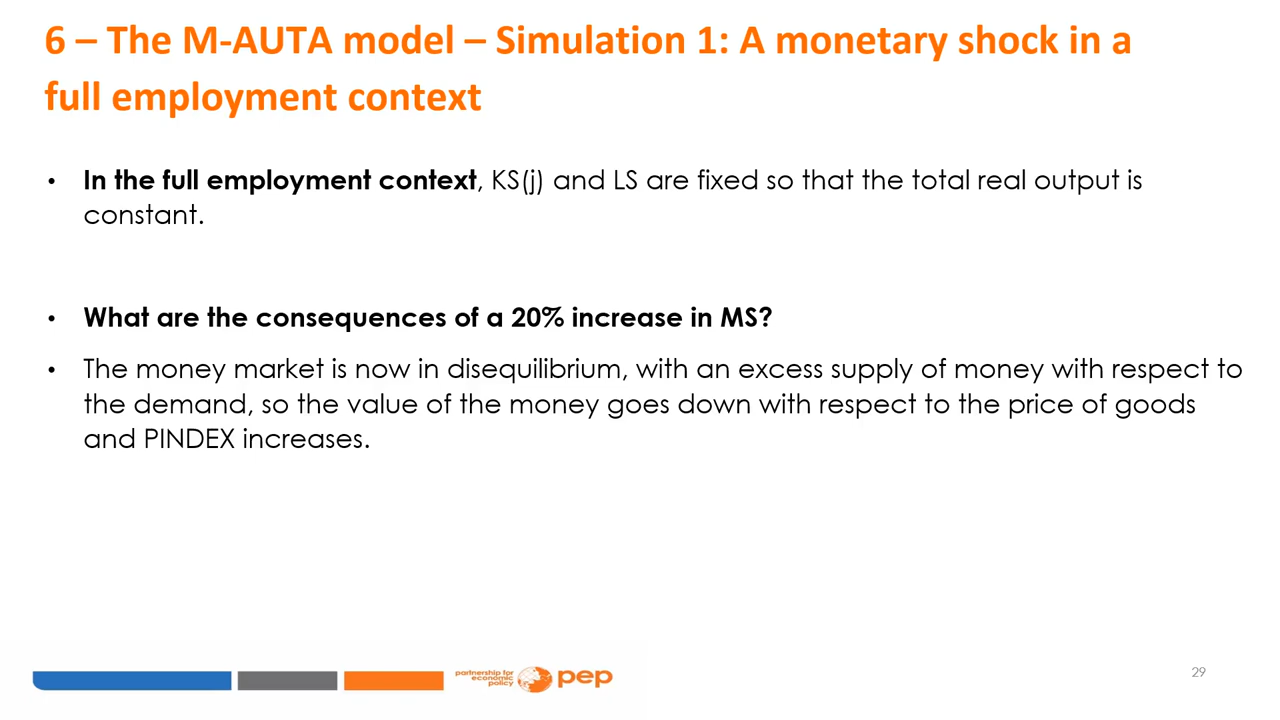 6 – The M-AUTA model – Simulation 1: A monetary shock in a
full employment context
• In the full employment context, KS(j) and LS are fixed so that the total real output is
constant.
• What are the consequences of a 20% increase in MS?
• The money market is now in disequilibrium, with an excess supply of money with respect to
the demand, so the value of the money goes down with respect to the price of goods
and PINDEX increases.
partnership for
economic
policy
pep
29